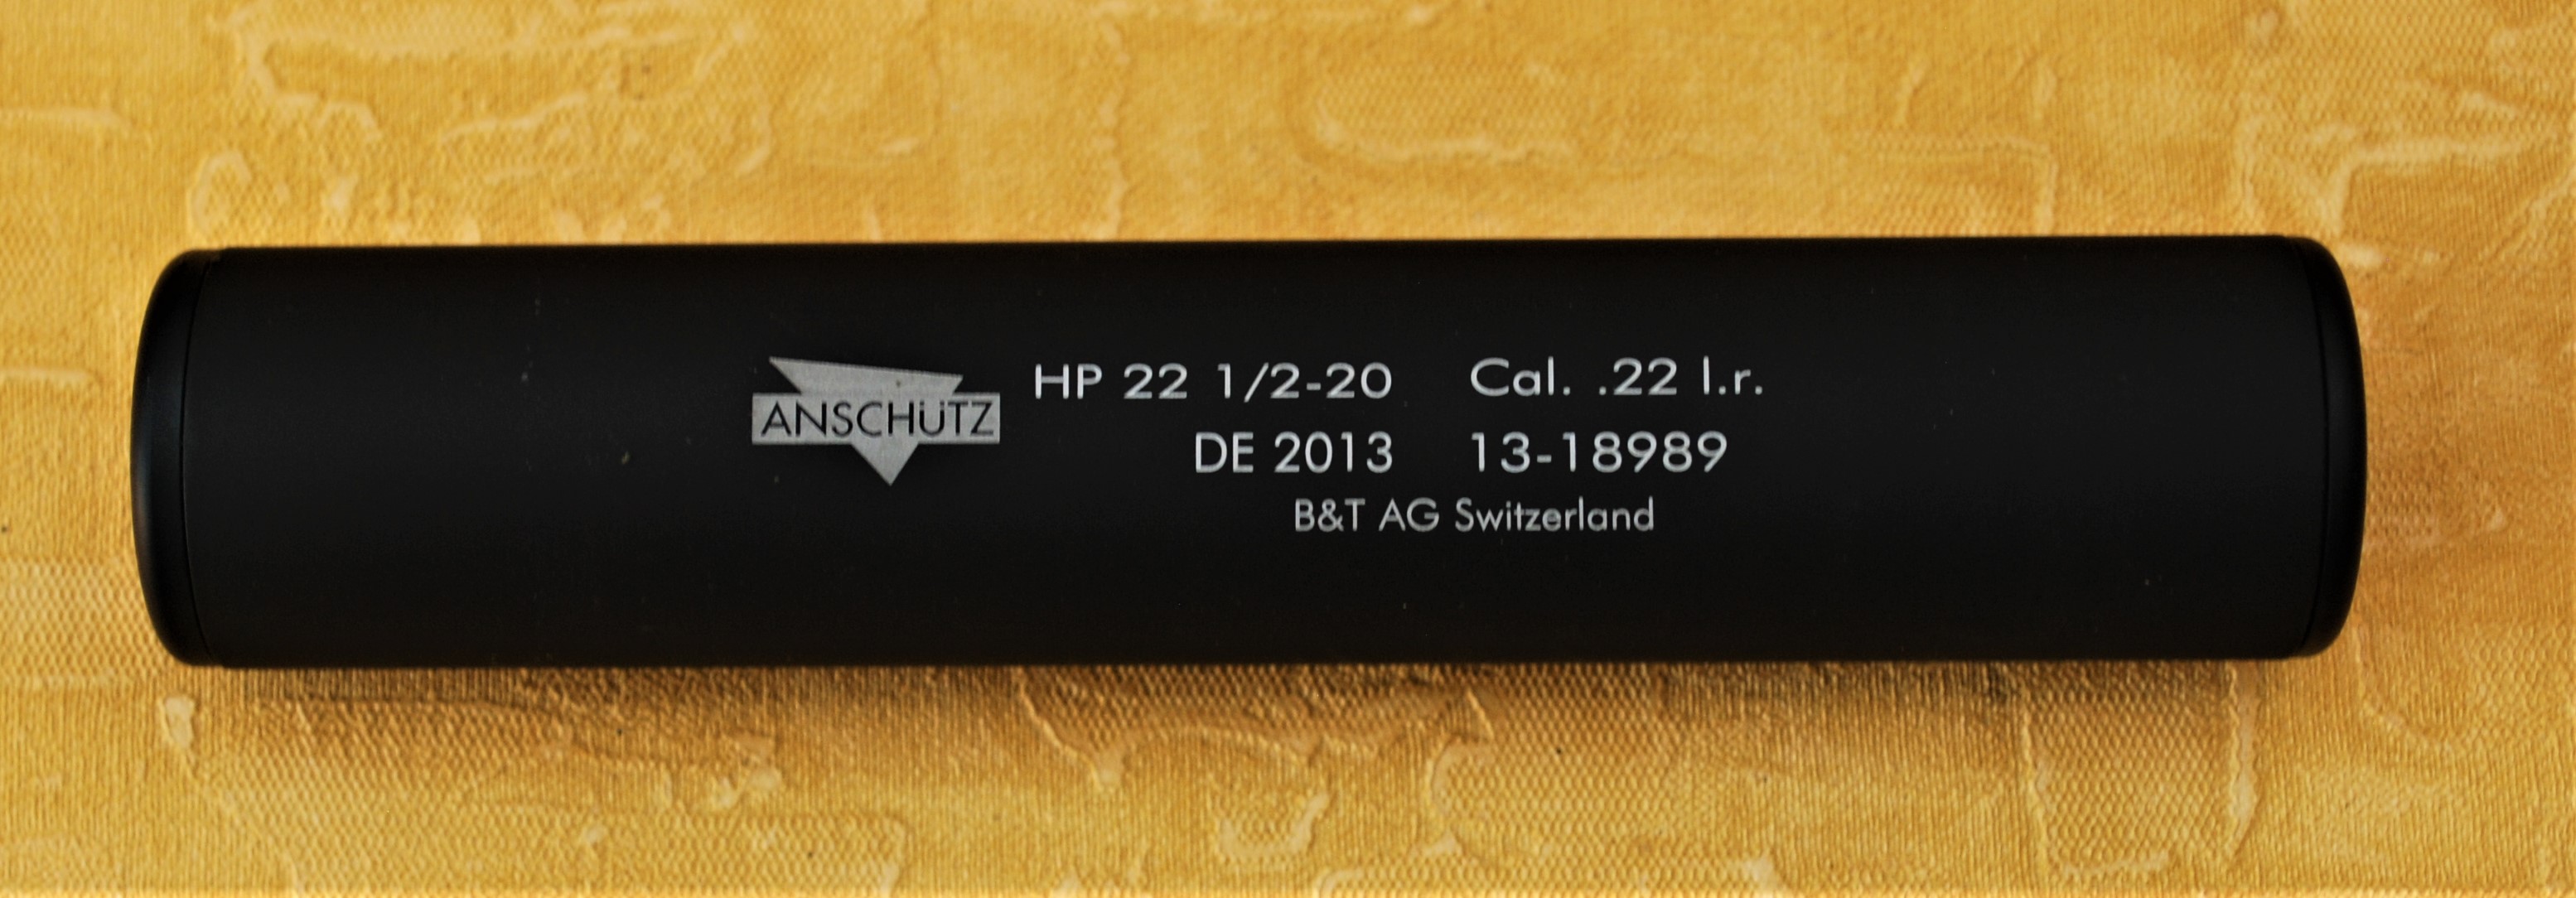 ANSCHÜTZ
HP 22 1/2-20 Cal. .22 l.r.
DE 2013 13-18989
B&T AG Switzerland